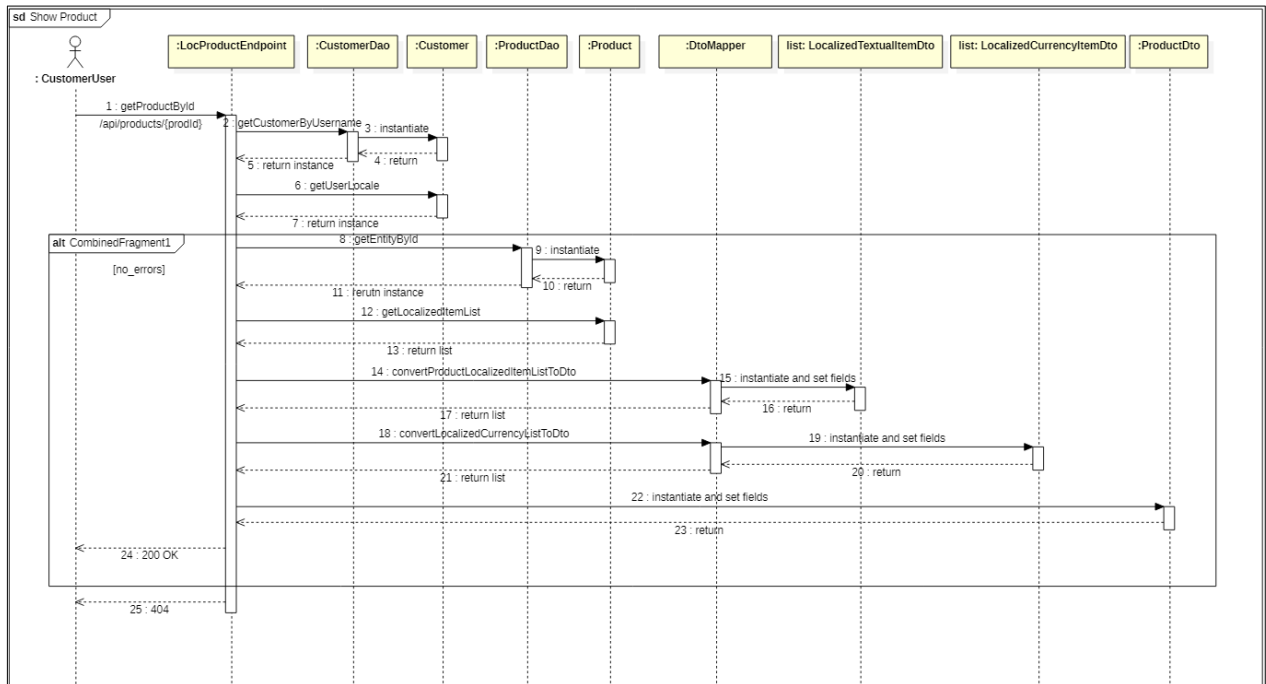 sd Show Product
: CustomerUser
:LocProductEndpoint
:CustomerDao
:Customer
:ProductDao
:Product
:DtoMapper
list: LocalizedTextualItemDto
list: LocalizedCurrencyItemDto
:ProductDto
1 : getProductById
/api/products/{prodId}
2 : getCustomerByUsername
3 : instantiate
4 : return
5 : return instance
6 : getUserLocale
7 : return instance
alt CombinedFragment1
[no_errors]
8 : getEntityById
9 : instantiate
10 : return
11 : rerutn instance
12 : getLocalizedItemList
13 : return list
14 : convertProductLocalizedItemListToDto
15 : instantiate and set fields
16 : return
17 : return list
18 : convertLocalizedCurrencyListToDto
19 : instantiate and set fields
20 : return
21 : return list
22 : instantiate and set fields
23 : return
24 : 200 OK
25 : 404